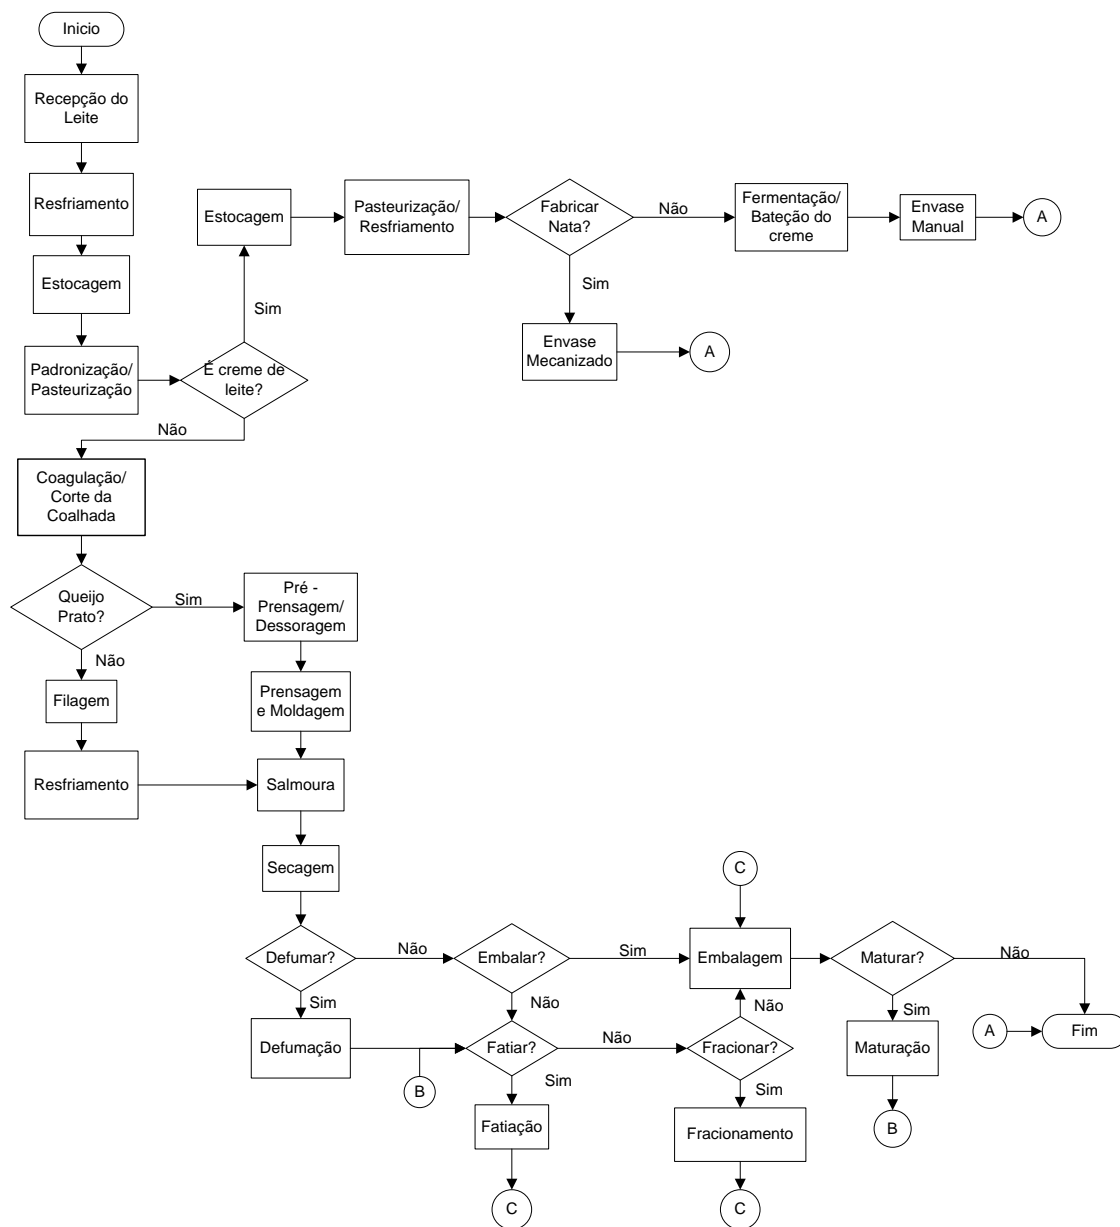 Inicio
Recepção do
Leite
Resfriamento
Estocagem
Padronização/
Pasteurização
É creme de
leite?
Sim
Estocagem
Pasteurização/
Resfriamento
Fabricar
Nata?
Não
Fermentação/
Bateção do
creme
Envase
Manual
A
Sim
Envase
Mecanizado
A
Não
Coagulação/
Corte da
Coalhada
Queijo
Prato?
Sim
Pré -
Prensagem/
Dessoragem
Não
Filagem
Prensagem
e Moldagem
Resfriamento
Salmoura
Secagem
Defumar?
Não
Embalar?
Sim
C
Embalagem
Maturar?
Não
Sim
Defumação
B
Não
Fatiar?
Não
Fracionar?
Não
Sim
Maturação
A
Fim
B
Sim
Fatiação
C
Sim
Fracionamento
C